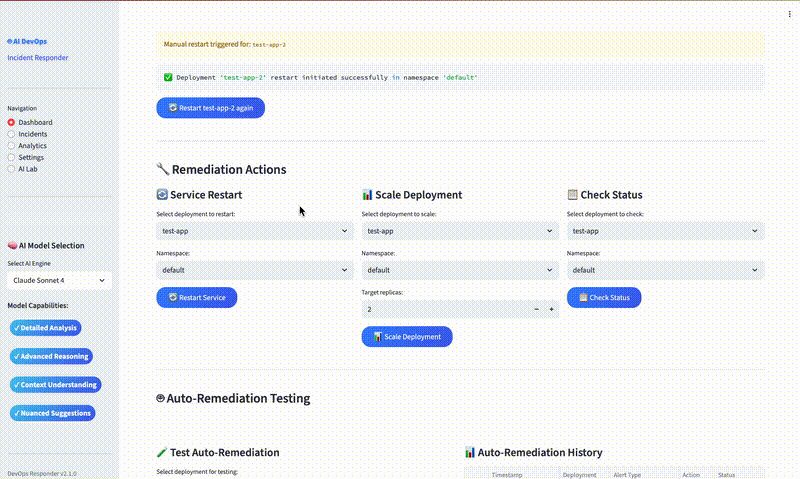 AI DevOps
Incident Responder
Navigation
Dashboard
Incidents
Analytics
Settings
AI Lab
AI Model Selection
Select AI Engine
Claude Sonnet 4
Model Capabilities:
✓ Detailed Analysis
✓ Advanced Reasoning
✓ Context Understanding
✓ Nuanced Suggestions
DevOps Responder v2.1.0
Manual restart triggered for: test-app-2
✅ Deployment 'test-app-2' restart initiated successfully in namespace 'default'
Restart test-app-2 again
Remediation Actions
Service Restart
Select deployment to restart:
test-app
Namespace:
default
Restart Service
Scale Deployment
Select deployment to scale:
test-app
Namespace:
default
Target replicas:
2
− +
Scale Deployment
Check Status
Select deployment to check:
test-app
Namespace:
default
Check Status
Auto-Remediation Testing
Test Auto-Remediation
Select deployment for testing:
Auto-Remediation History
Timestamp Deployment Alert Type Action Status